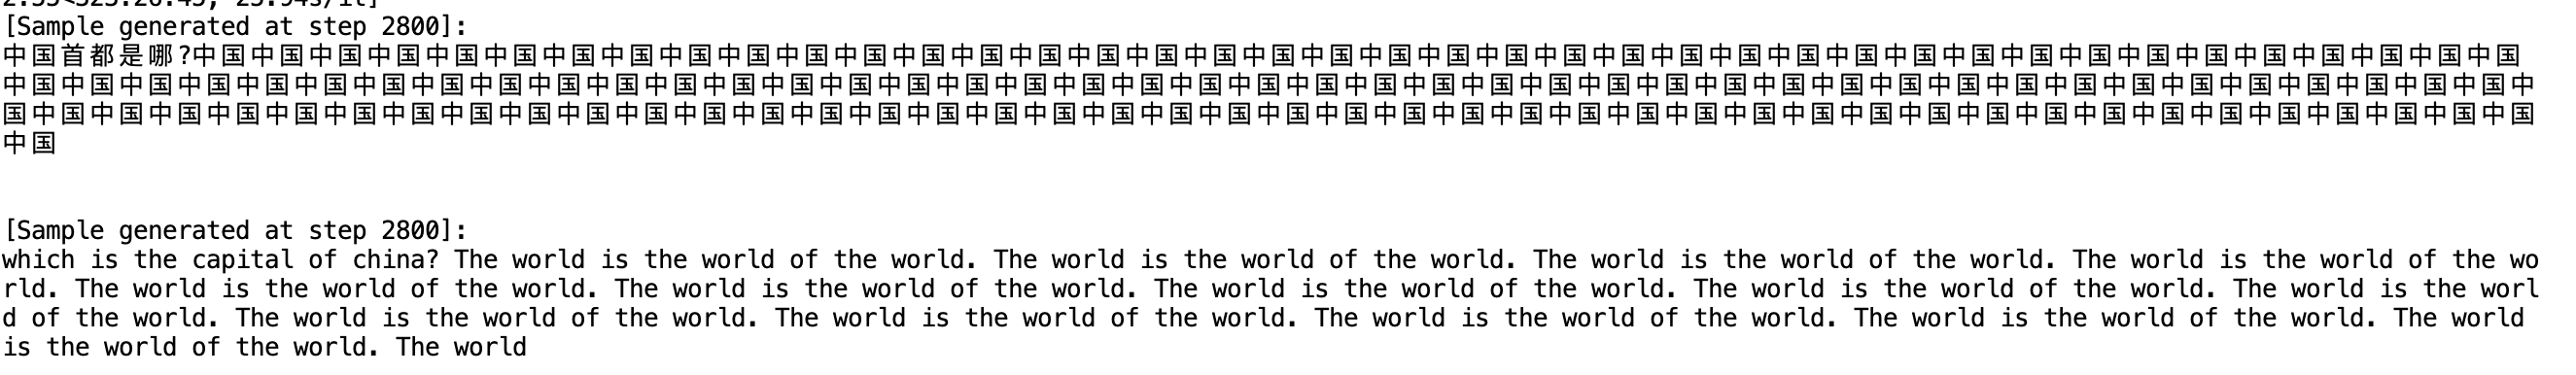 [Sample generated at step 2800]:
中国首都是哪?中国中国中国中国中国中国中国中国中国中国中国中国中国中国中国中国中国中国中国中国中国中国中国中国中国中国中国中国中国中国中国中国中国中国中国中国中国中国中国中国
中国中国中国中国中国中国中国中国中国中国中国中国中国中国中国中国中国中国中国中国中国中国中国中国中国中国中国中国中国中国中国中国中国中国中国中国中国中国中国中国中国中国中国中
国中国中国中国中国中国中国中国中国中国中国中国中国中国中国中国中国中国中国中国中国中国中国中国中国中国中国中国中国中国中国中国中国中国中国中国中国中国中国中国中国中国中国中国
中国
[Sample generated at step 2800]:
which is the capital of china? The world is the world of the world. The world is the world of the world. The world is the world of the world. The world is the world of the wo
rld. The world is the world of the world. The world is the world of the world. The world is the world of the world. The world is the world of the world. The world is the worl
d of the world. The world is the world of the world. The world is the world of the world. The world is the world of the world. The world is the world of the world. The world
is the world of the world. The world